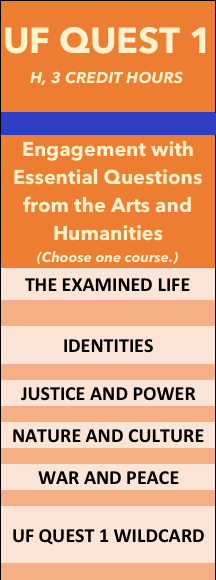 UF QUEST 1
H, 3 CREDIT HOURS
Engagement with
Essential Questions
from the Arts and
Humanities
(Choose one course.)
THE EXAMINED LIFE
IDENTITIES
JUSTICE AND POWER
NATURE AND CULTURE
WAR AND PEACE
UF QUEST 1 WILDCARD